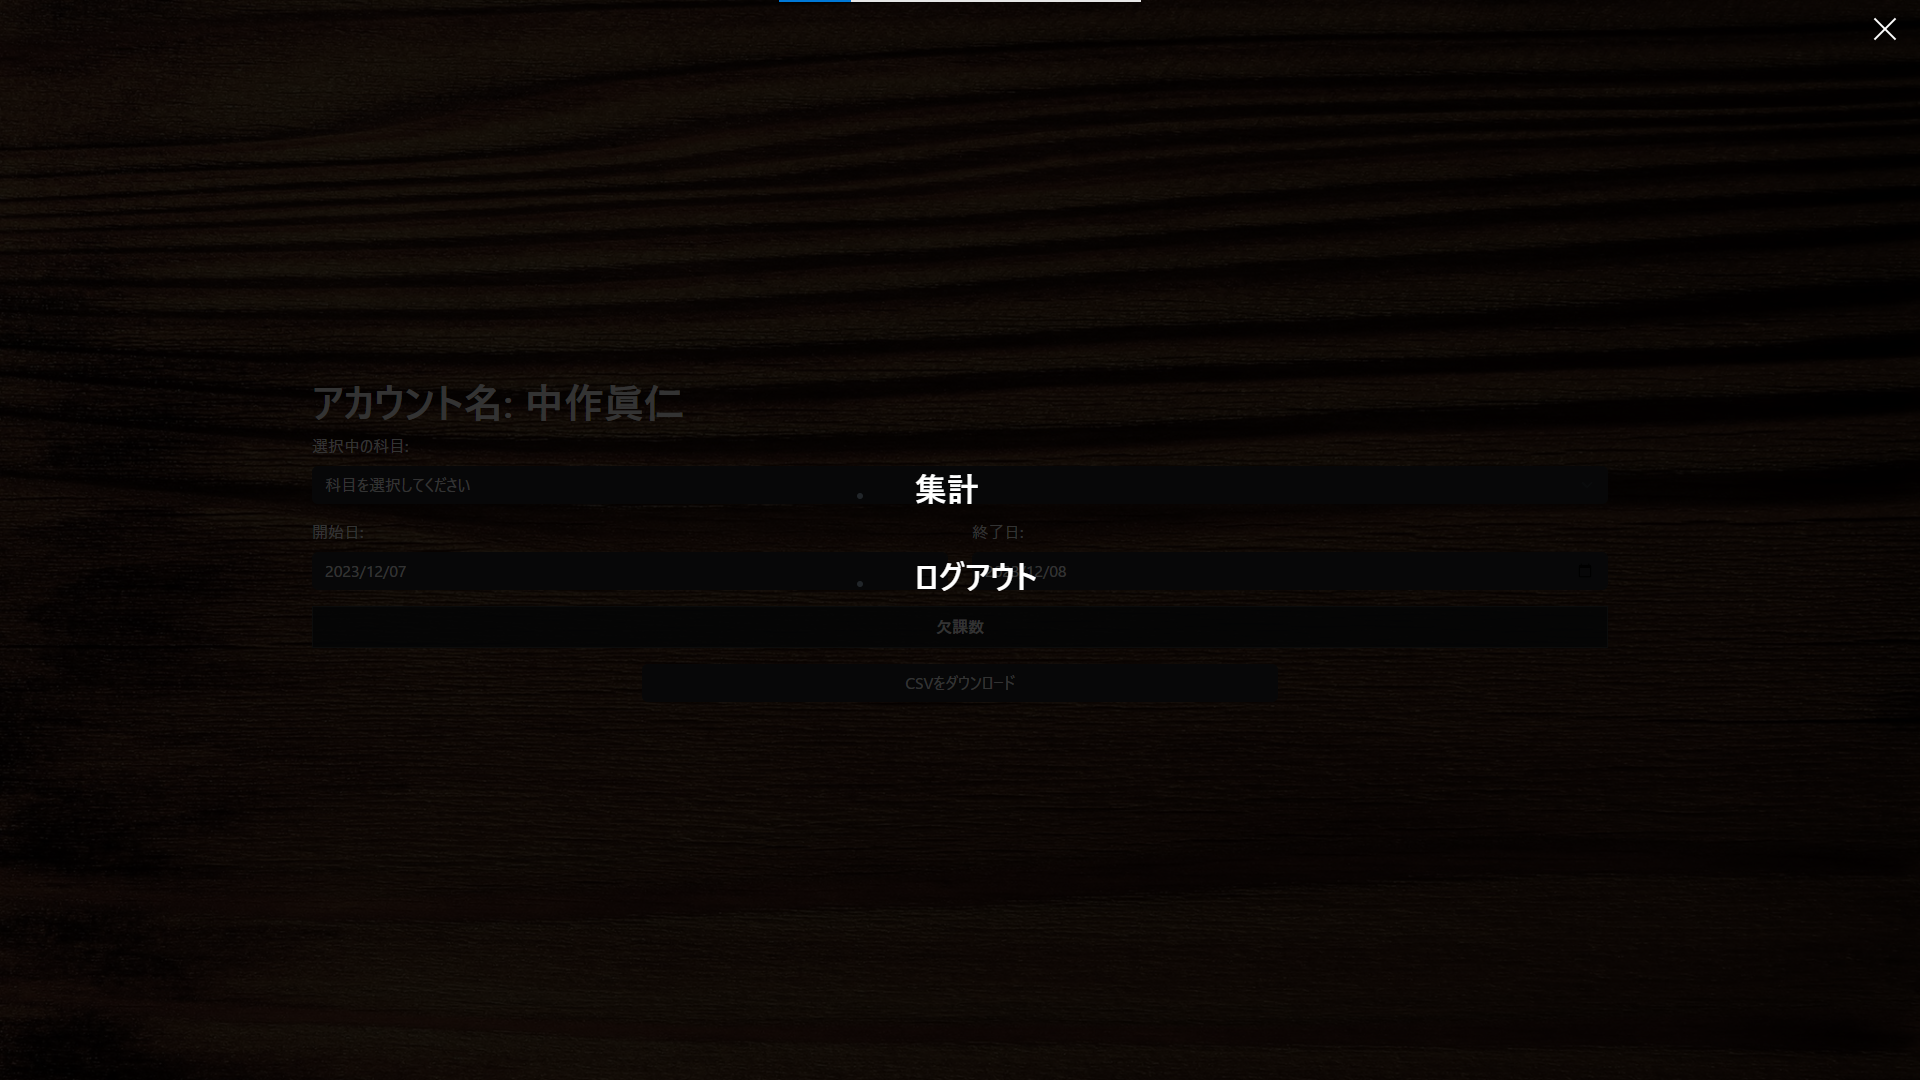 アカウント名: 中作眞仁
選択中の科目:
科目を選択してください
集計
開始日:
終了日:
2023/12/07
12/08
ログアウト
欠課数
CSVをダウンロード